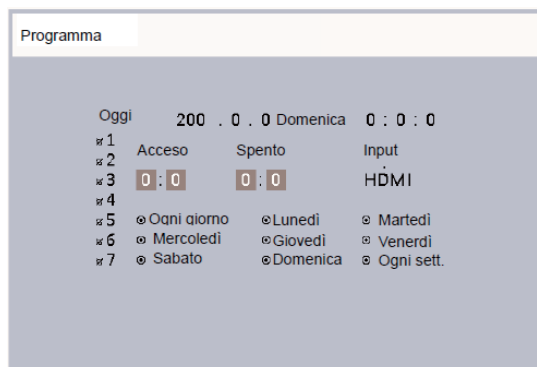 Programma
Oggi 200 . 0 . 0 Domenica 0 : 0 : 0
1
2 Acceso Spento Input
3 0 : 0 0 : 0 HDMI
4
5 Ogni giorno Lunedì Martedì
6 Mercoledì Giovedì Venerdì
7 Sabato Domenica Ogni sett.